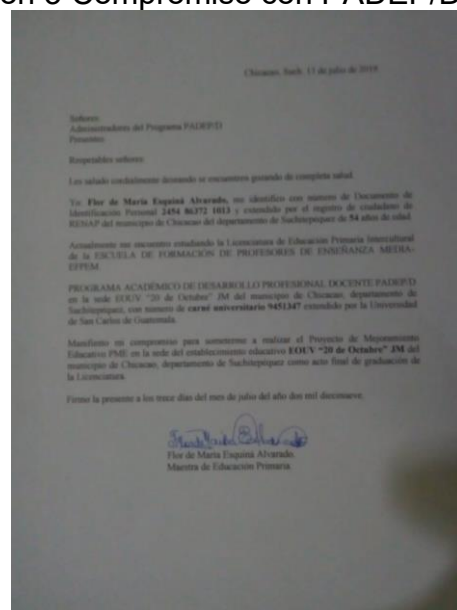 n o Compromiso con PADEP/D
Chicacao, Such. 13 de julio de 2019.
Señores:
Administradores del Programa PADEP/D
Presentes:
Respetables señores:
Les saludo cordialmente deseando se encuentren gozando de completa salud.
Yo: Flor de María Esquiná Alvarado, me identifico con número de Documento de
Identificación Personal 2454 86372 1013 y extendido por el registro de ciudadano de
RENAP del municipio de Chicacao del departamento de Suchitepéquez de 54 años de edad.
Actualmente me encuentro estudiando la Licenciatura de Educación Primaria Intercultural
de la ESCUELA DE FORMACIÓN DE PROFESORES DE ENSEÑANZA MEDIA-
EFPEM.
PROGRAMA ACADÉMICO DE DESARROLLO PROFESIONAL DOCENTE PADEP/D
en la sede EOUV “20 de Octubre” JM del municipio de Chicacao, departamento de
Suchitepéquez, con número de carné universitario 9451347 extendido por la Universidad
de San Carlos de Guatemala.
Manifiesto mi compromiso para someterme a realizar el Proyecto de Mejoramiento
Educativo PME en la sede del establecimiento educativo EOUV “20 de Octubre” JM del
municipio de Chicacao, departamento de Suchitepéquez como acto final de graduación de
la Licenciatura.
Firmo la presente a los trece días del mes de julio del año dos mil diecinueve.
Flor de María Esquiná Alvarado.
Maestra de Educación Primaria